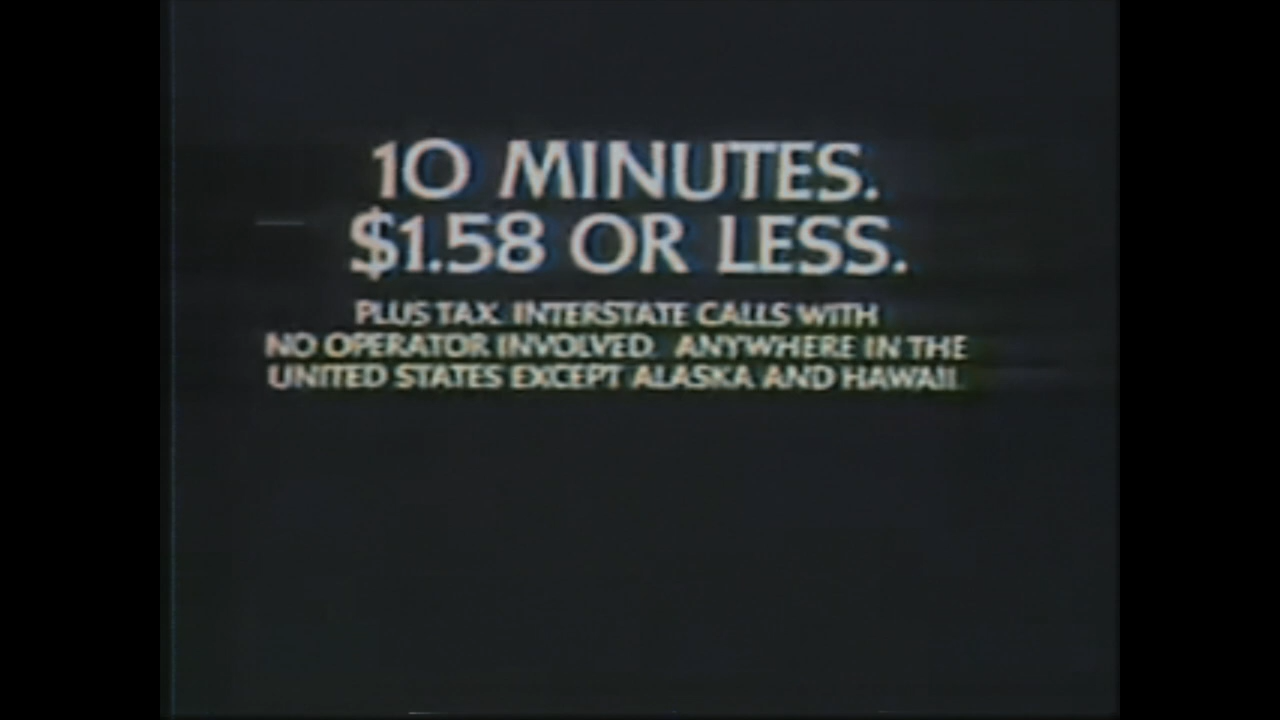 10 MINUTES.
$1.58 OR LESS.
PLUS TAX. INTERSTATE CALLS WITH
NO OPERATOR INVOLVED. ANYWHERE IN THE
UNITED STATES EXCEPT ALASKA AND HAWAII.